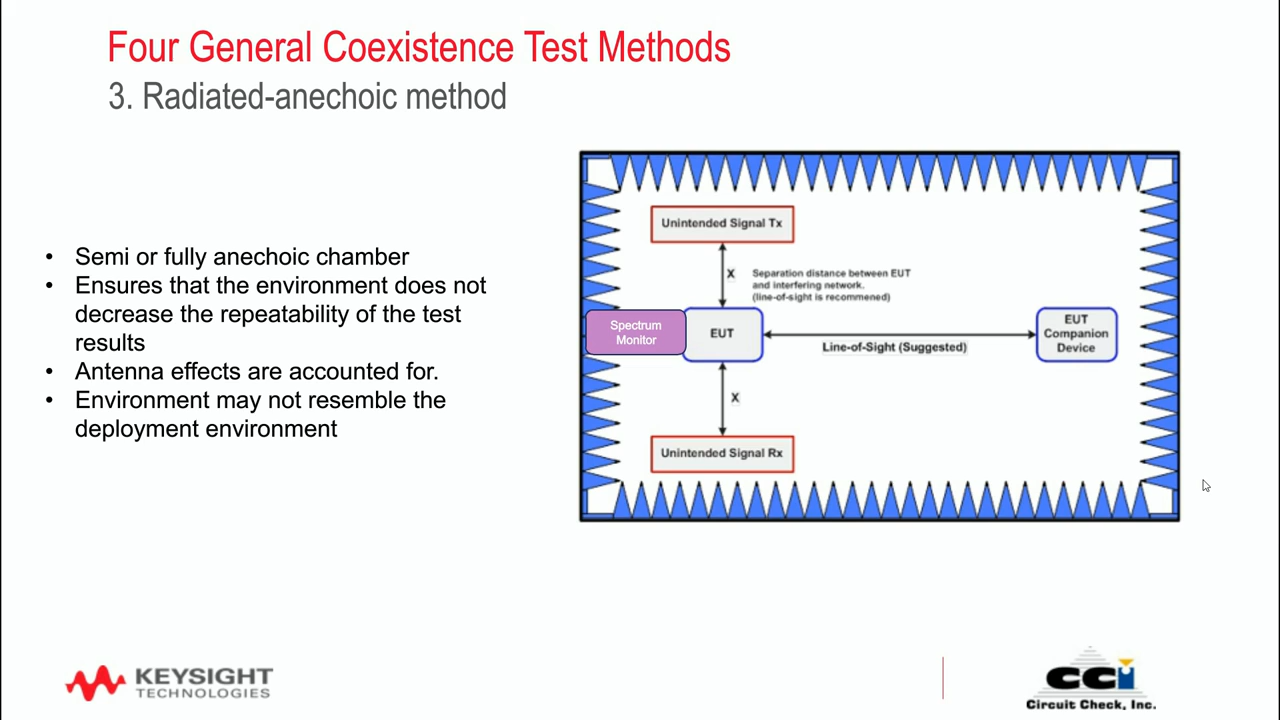 Four General Coexistence Test Methods
3. Radiated-anechoic method
• Semi or fully anechoic chamber
• Ensures that the environment does not
decrease the repeatability of the test
results
• Antenna effects are accounted for.
• Environment may not resemble the
deployment environment
Unintended Signal Tx
X
Separation distance between EUT
and interfering network.
(line-of-sight is recommened)
Spectrum
Monitor
EUT
Line-of-Sight (Suggested)
EUT
Companion
Device
X
Unintended Signal Rx
KEYSIGHT
TECHNOLOGIES
CCi
Circuit Check, Inc.